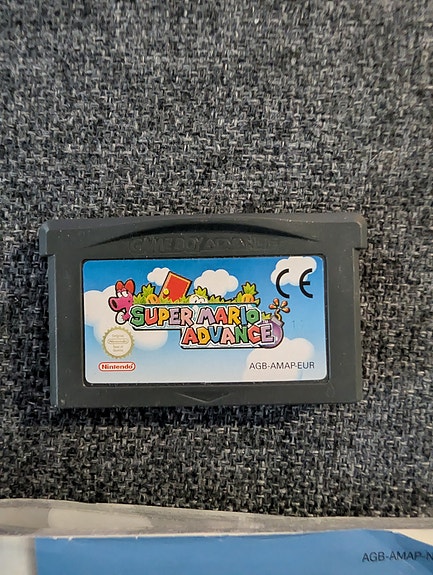 GAME BOY ADVANCE
CE
SUPER MARIO
ADVANCE
Nintendo
AGB-AMAP-EUR
AGB-AMAP-N